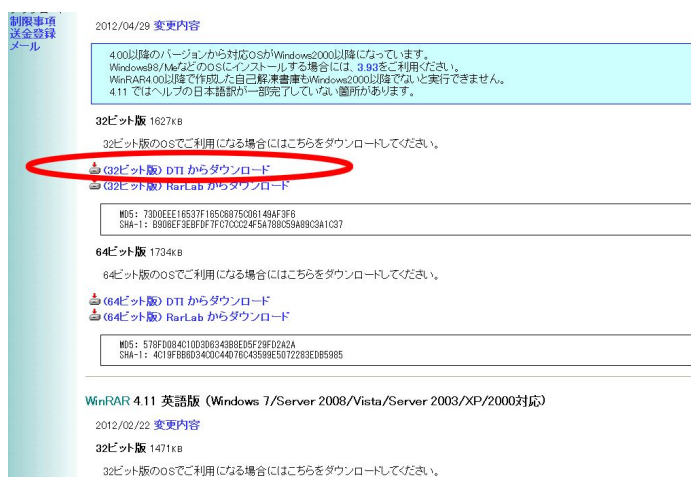 制限事項
送金登録
メール
2012/04/29 変更内容
4.00以降のバージョンから対応OSがWindows2000以降になっています。
Windows98/MeなどのOSにインストールする場合には、3.93をご利用ください。
WinRAR4.00以降で作成した自己解凍書庫もWindows2000以降でないと実行できません。
4.11 ではヘルプの日本語訳が一部完了していない箇所があります。
32ビット版 1627KB
32ビット版のOSでご利用になる場合にはこちらをダウンロードしてください。
(32ビット版) DTI からダウンロード
(32ビット版) RarLab からダウンロード
MD5: 73D0EEE16537F165C6875C06149AF3F6
SHA-1: B906EF3EBFDF7FC7CCC24F5A788C59A89C3A1C37
64ビット版 1734KB
64ビット版のOSでご利用になる場合にはこちらをダウンロードしてください。
(64ビット版) DTI からダウンロード
(64ビット版) RarLab からダウンロード
MD5: 578FD084C10D3D6343B8ED5F29FD2A2A
SHA-1: 4C19FBB6D34C0C44D76C43599E5072283EDB5985
WinRAR 4.11 英語版 (Windows 7/Server 2008/Vista/Server 2003/XP/2000対応)
2012/02/22 変更内容
32ビット版 1471KB
32ビット版のOSでご利用になる場合にはこちらをダウンロードしてください。